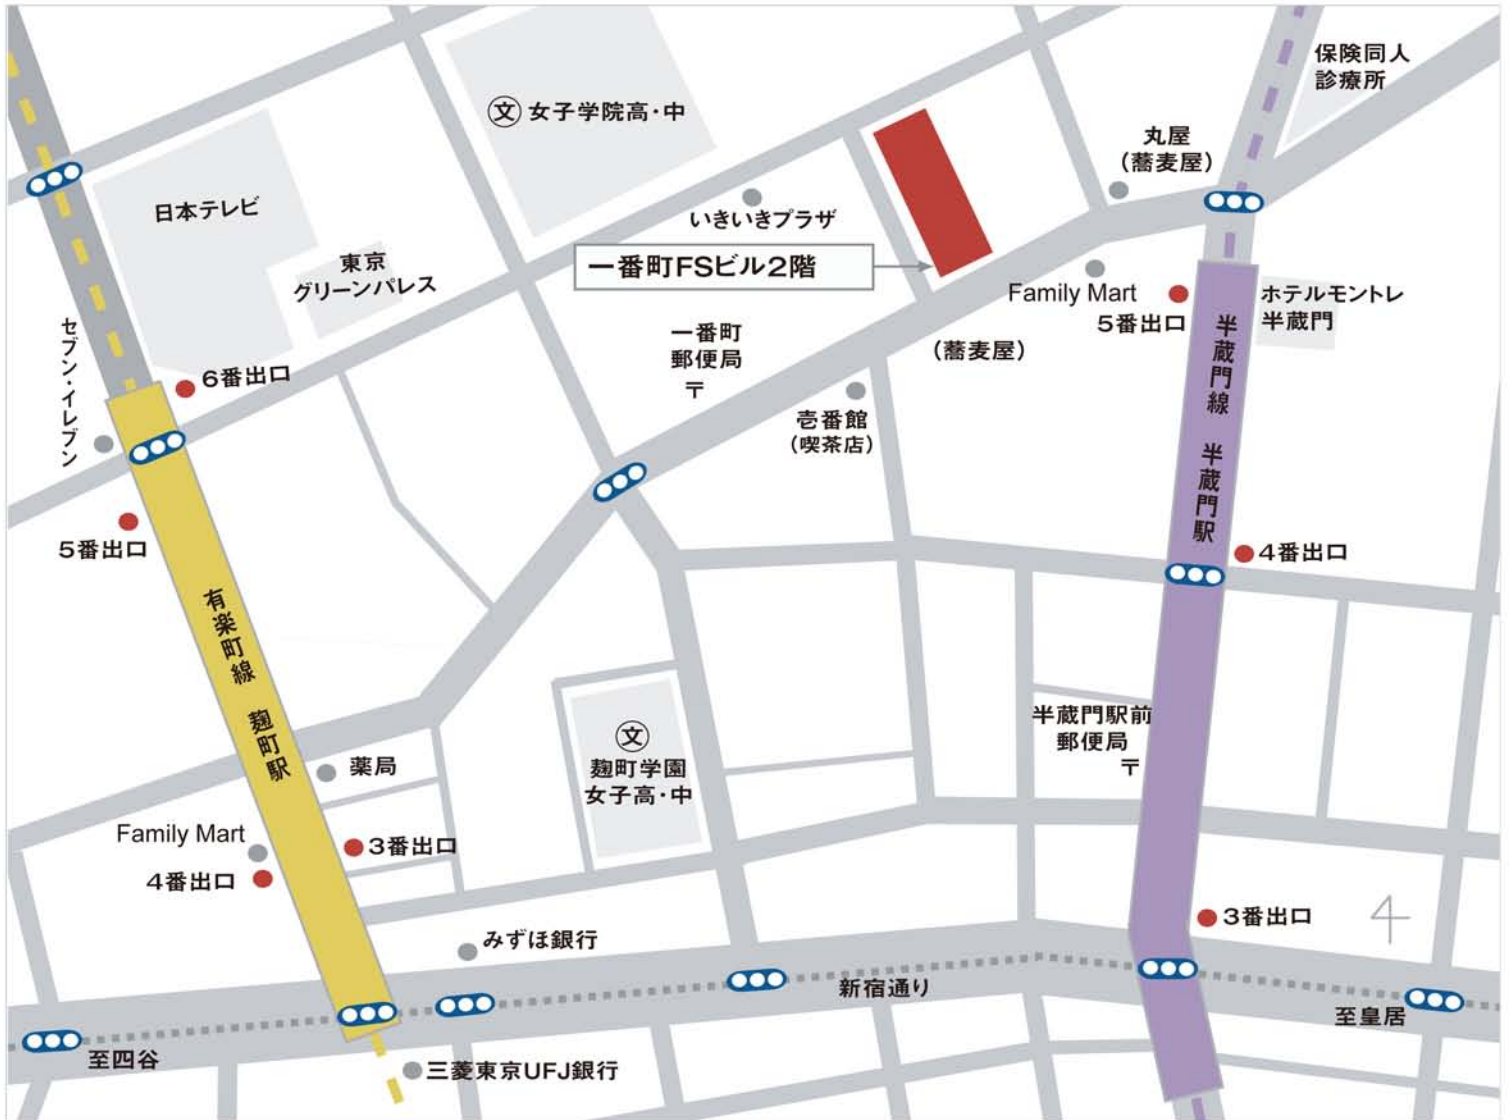 保険同人
診療所
女子学院高・中
文
丸屋
(蕎麦屋)
日本テレビ
いきいきプラザ
東京
グリーンパレス
一番町FSビル2階
Family Mart
5番出口
ホテルモントレ
半蔵門
セブン・イレブン
6番出口
一番町
郵便局
〒
(蕎麦屋)
壱番館
(喫茶店)
半蔵門線 半蔵門駅
5番出口
4番出口
有楽町線 麹町駅
半蔵門駅前
郵便局
〒
文
麹町学園
女子高・中
薬局
Family Mart
3番出口
4番出口
3番出口
みずほ銀行
新宿通り
至皇居
至四谷
三菱東京UFJ銀行